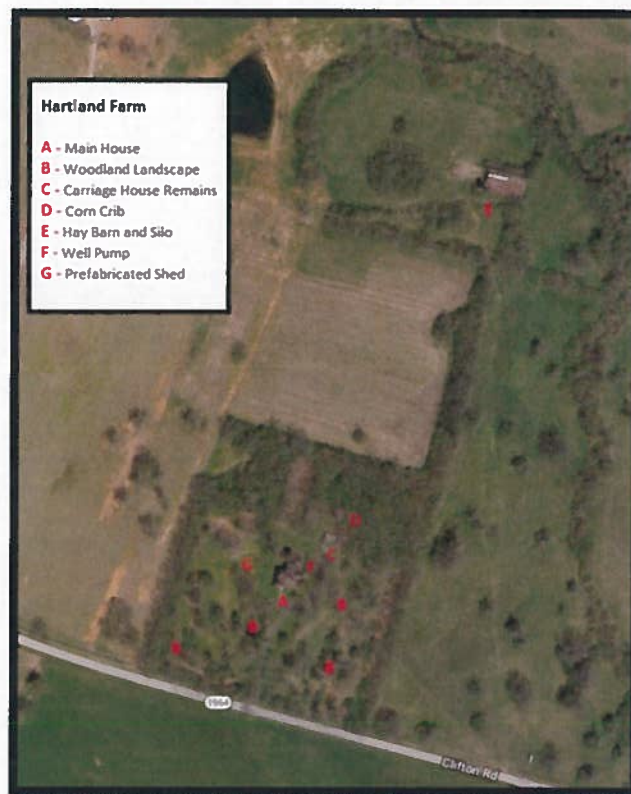 Hartland Farm
A - Main House
B - Woodland Landscape
C - Carriage House Remains
D - Corn Crib
E - Hay Barn and Silo
F - Well Pump
G - Prefabricated Shed
E
D
C
G
F
A
B
B
B
B
1964
Clifton Rd